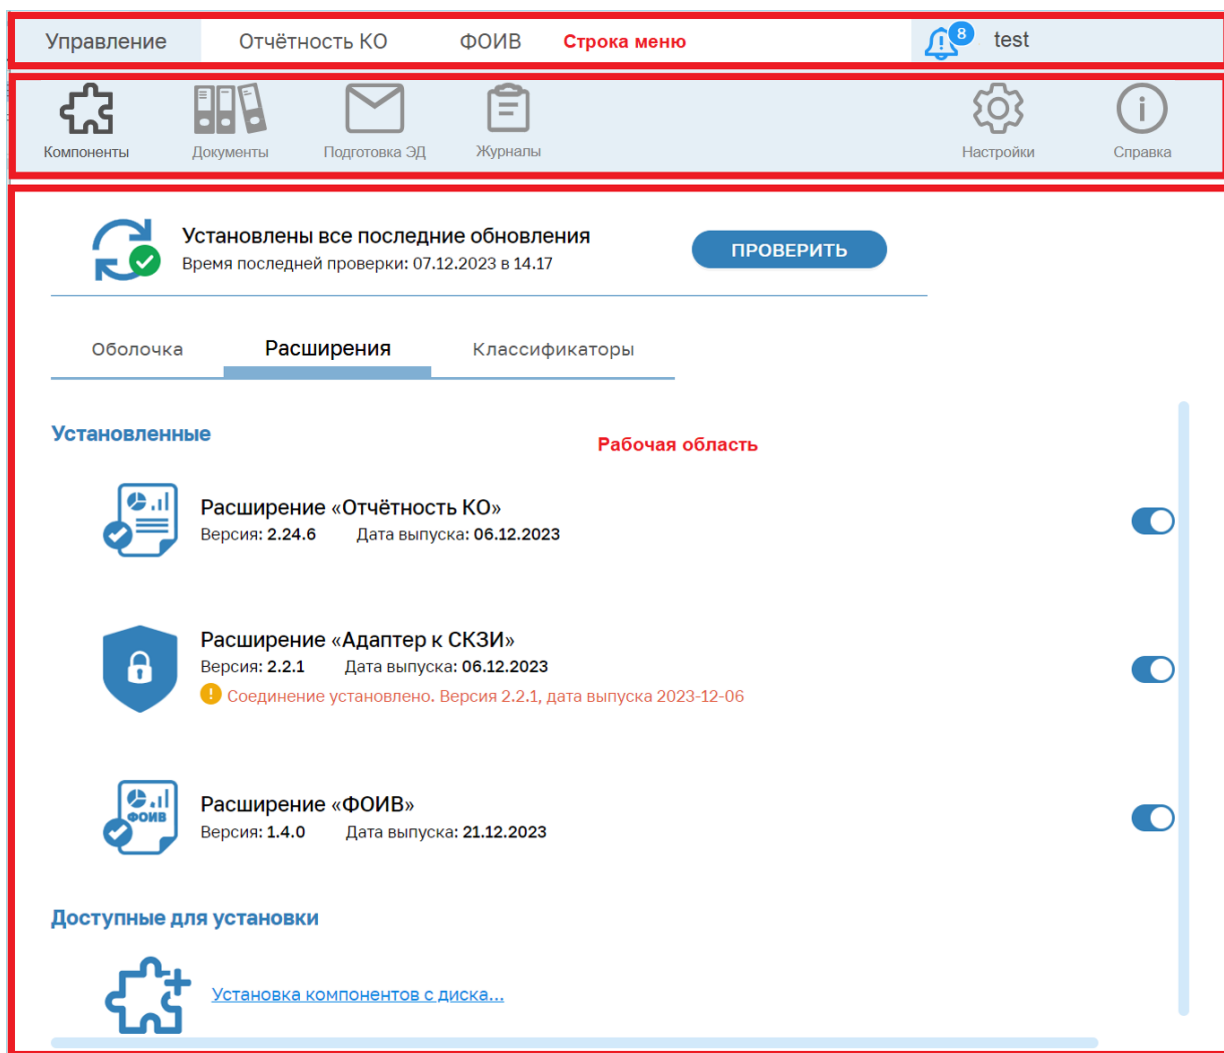 Управление Отчётность КО ФОИВ Строка меню 8 test
Компоненты Документы Подготовка ЭД Журналы Настройки Справка
Установлены все последние обновления
Время последней проверки: 07.12.2023 в 14.17
ПРОВЕРИТЬ
Оболочка Расширения Классификаторы
Установленные
Рабочая область
Расширение «Отчётность КО»
Версия: 2.24.6 Дата выпуска: 06.12.2023
Расширение «Адаптер к СКЗИ»
Версия: 2.2.1 Дата выпуска: 06.12.2023
Соединение установлено. Версия 2.2.1, дата выпуска 2023-12-06
ФОИВ
Расширение «ФОИВ»
Версия: 1.4.0 Дата выпуска: 21.12.2023
Доступные для установки
Установка компонентов с диска...